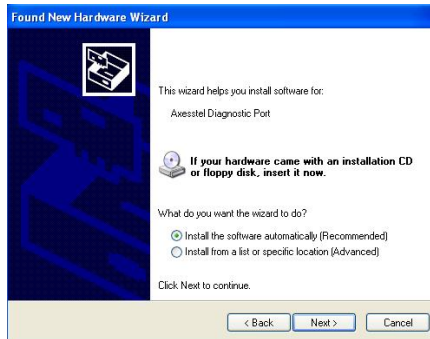 Found New Hardware Wizard
This wizard helps you install software for:
Axesstel Diagnostic Port
If your hardware came with an installation CD
or floppy disk, insert it now.
What do you want the wizard to do?
Install the software automatically (Recommended)
Install from a list or specific location (Advanced)
Click Next to continue.
< Back Next > Cancel